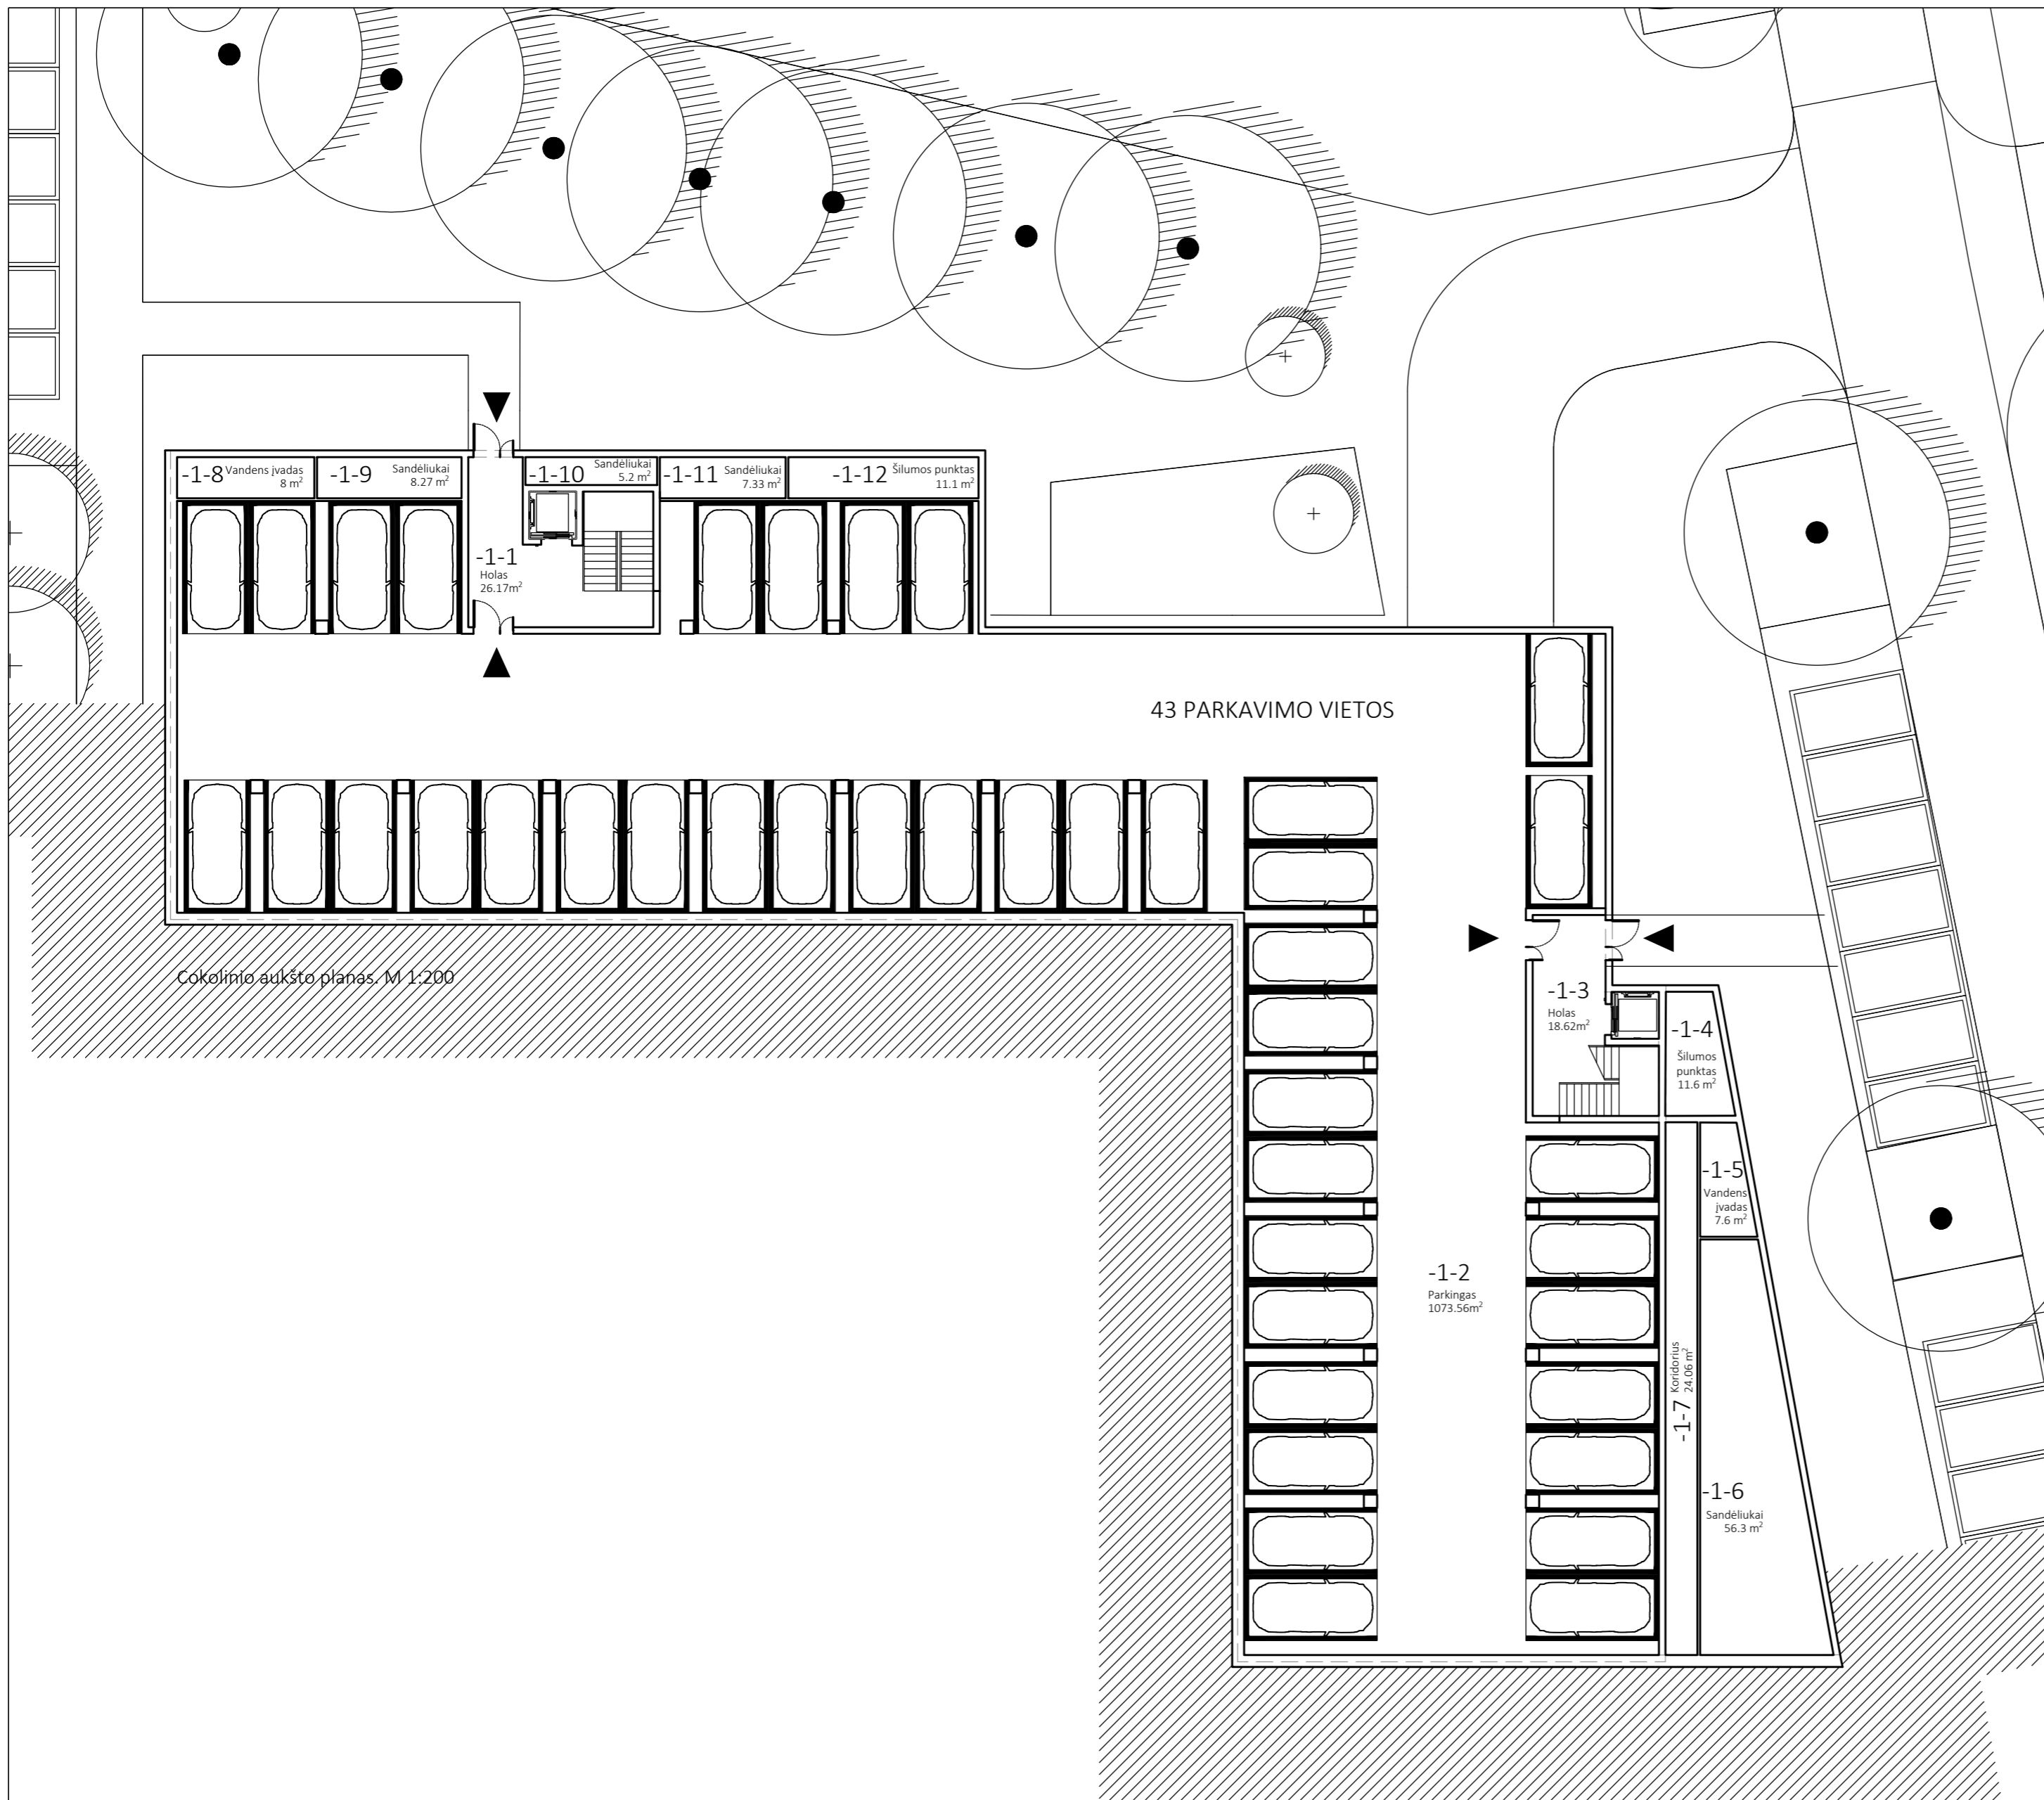 -1-8
Vandens įvadas
8 m²
-1-9
Sandėliukai
8.27 m²
-1-10
Sandėliukai
5.2 m²
-1-11
Sandėliukai
7.33 m²
-1-12
Šilumos punktas
11.1 m²
-1-1
Holas
26.17m²
43 PARKAVIMO VIETOS
Cokolinio aukšto planas. M 1:200
-1-3
Holas
18.62m²
-1-4
Šilumos
punktas
11.6 m²
-1-5
Vandens
įvadas
7.6 m²
-1-2
Parkingas
1073.56m²
-1-7
Koridorius
24.06 m²
-1-6
Sandėliukai
56.3 m²